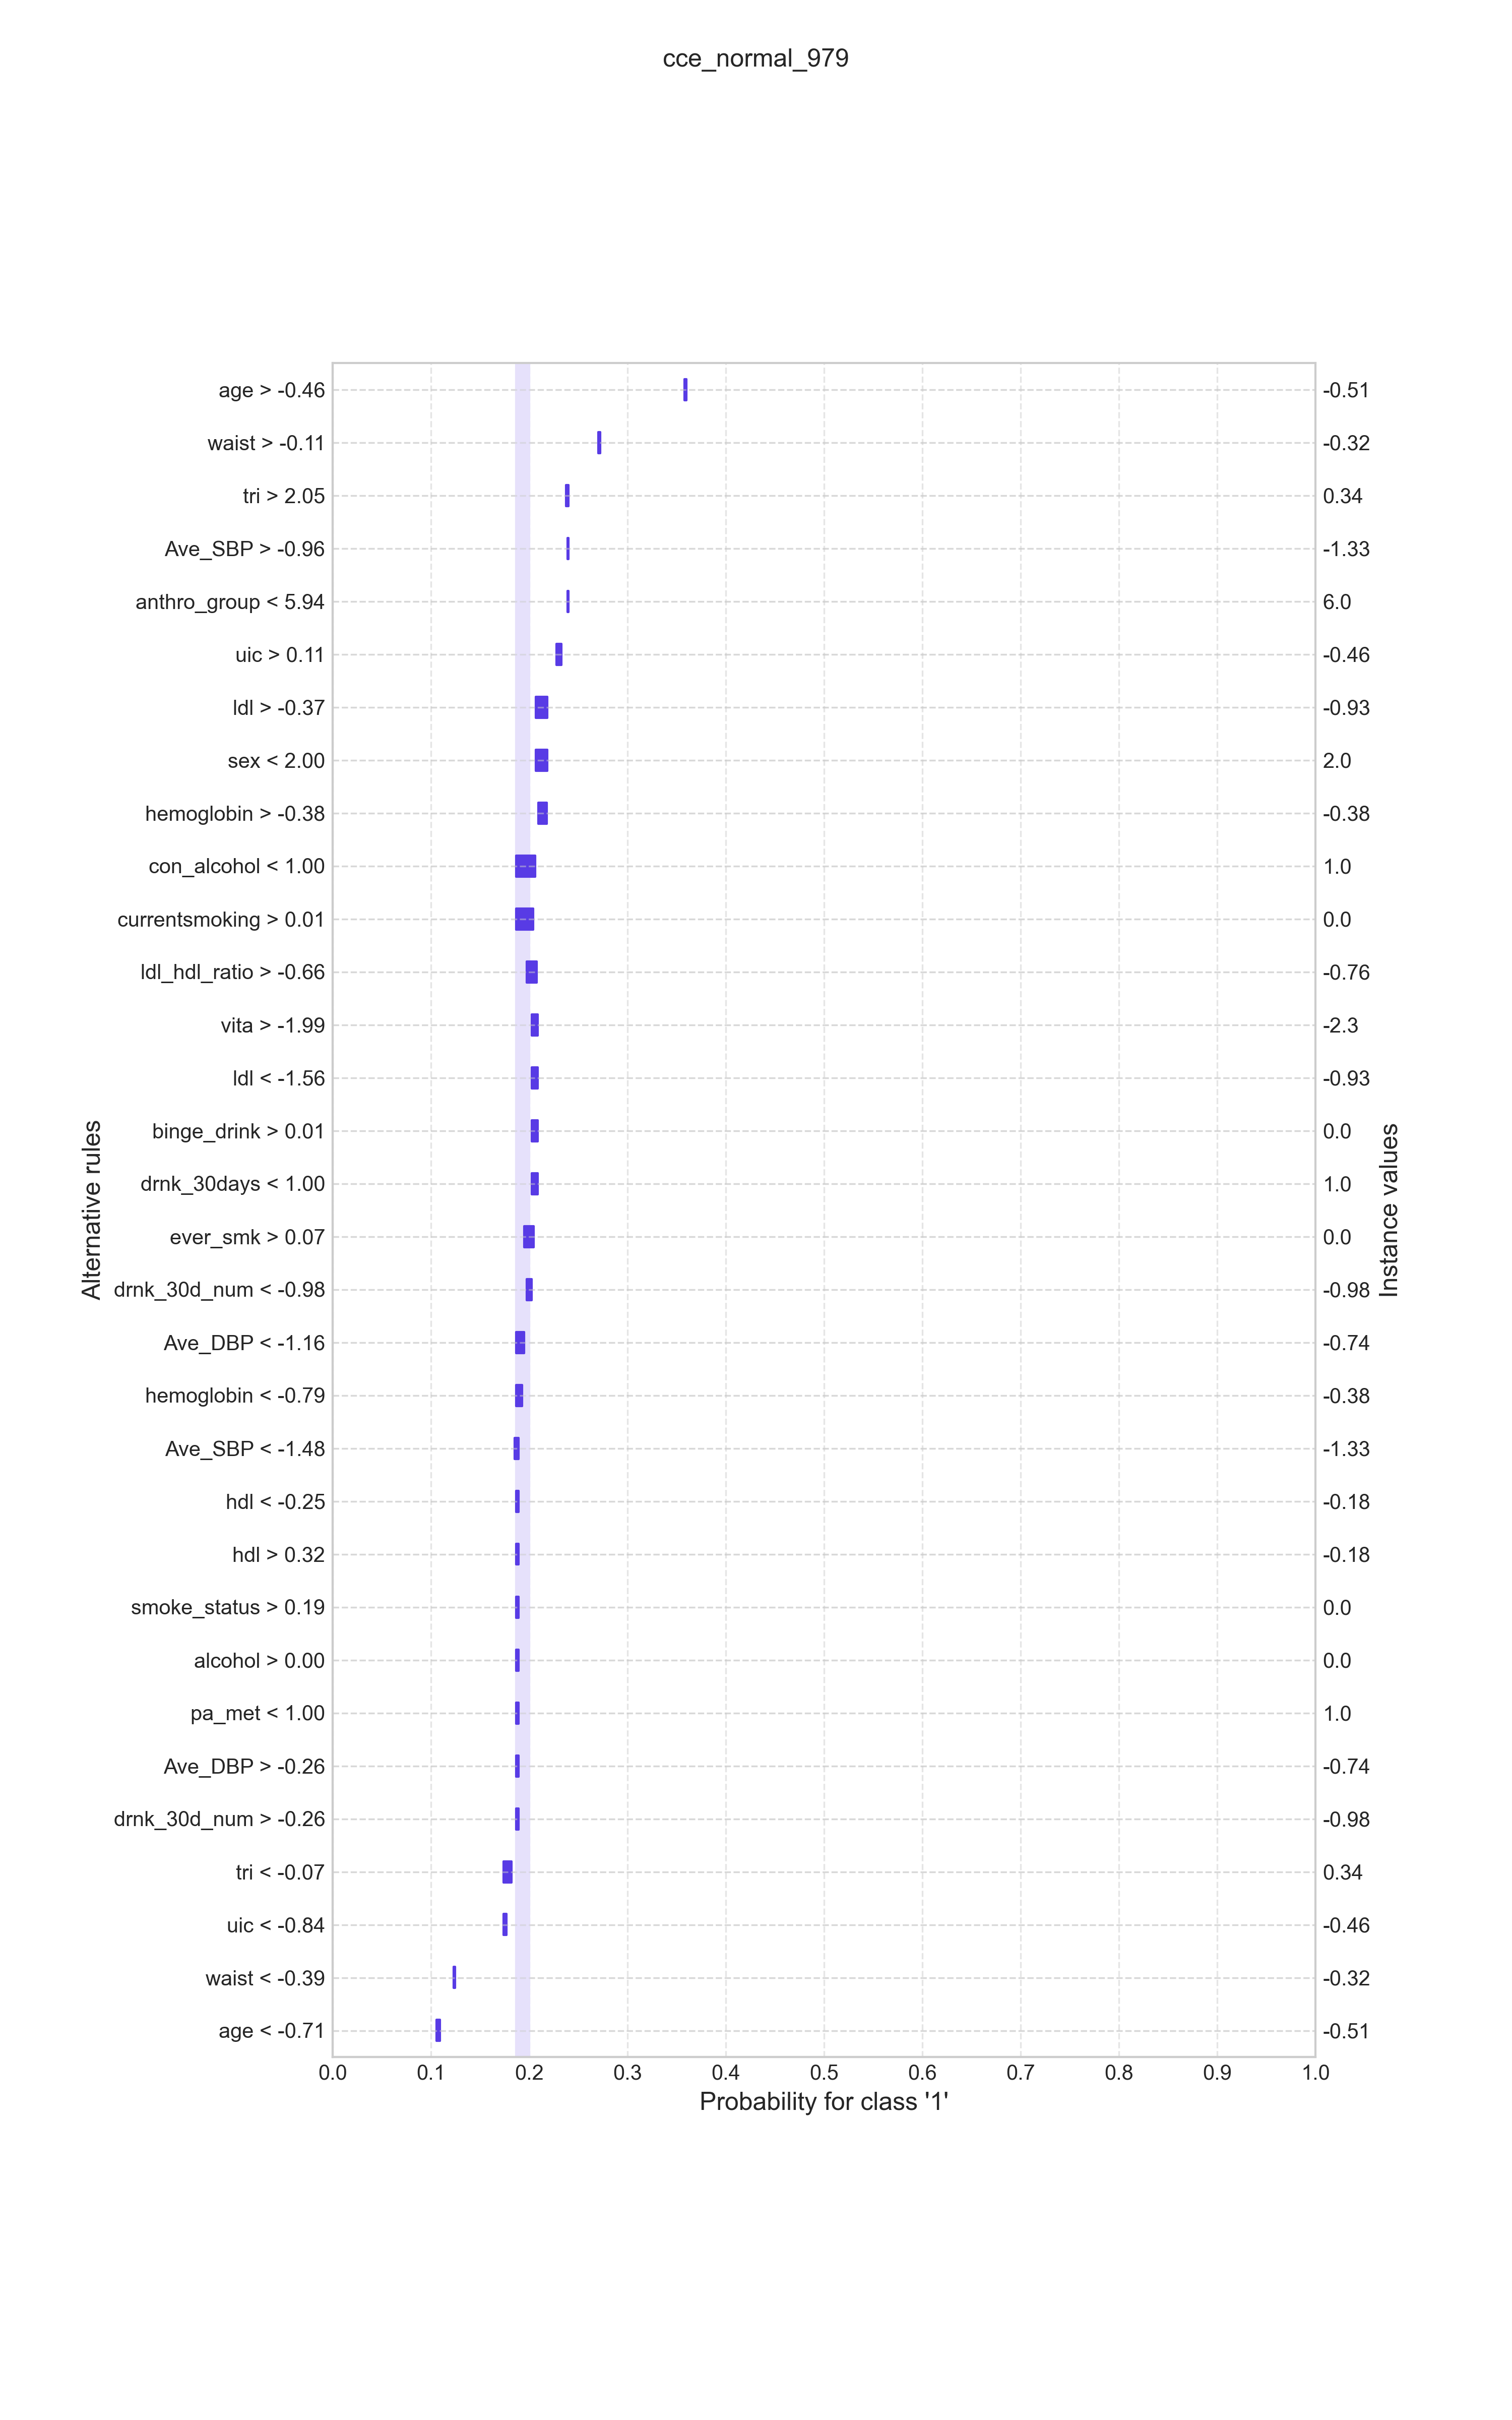 cce_normal_979
age > -0.46 -0.51
waist > -0.11 -0.32
tri > 2.05 0.34
Ave_SBP > -0.96 -1.33
anthro_group < 5.94 6.0
uic > 0.11 -0.46
ldl > -0.37 -0.93
sex < 2.00 2.0
hemoglobin > -0.38 -0.38
con_alcohol < 1.00 1.0
currentsmoking > 0.01 0.0
ldl_hdl_ratio > -0.66 -0.76
vita > -1.99 -2.3
ldl < -1.56 -0.93
binge_drink > 0.01 0.0
drnk_30days < 1.00 1.0
ever_smk > 0.07 0.0
drnk_30d_num < -0.98 -0.98
Ave_DBP < -1.16 -0.74
hemoglobin < -0.79 -0.38
Ave_SBP < -1.48 -1.33
hdl < -0.25 -0.18
hdl > 0.32 -0.18
smoke_status > 0.19 0.0
alcohol > 0.00 0.0
pa_met < 1.00 1.0
Ave_DBP > -0.26 -0.74
drnk_30d_num > -0.26 -0.98
tri < -0.07 0.34
uic < -0.84 -0.46
waist < -0.39 -0.32
age < -0.71 -0.51
Alternative rules
Instance values
0.0 0.1 0.2 0.3 0.4 0.5 0.6 0.7 0.8 0.9 1.0
Probability for class '1'